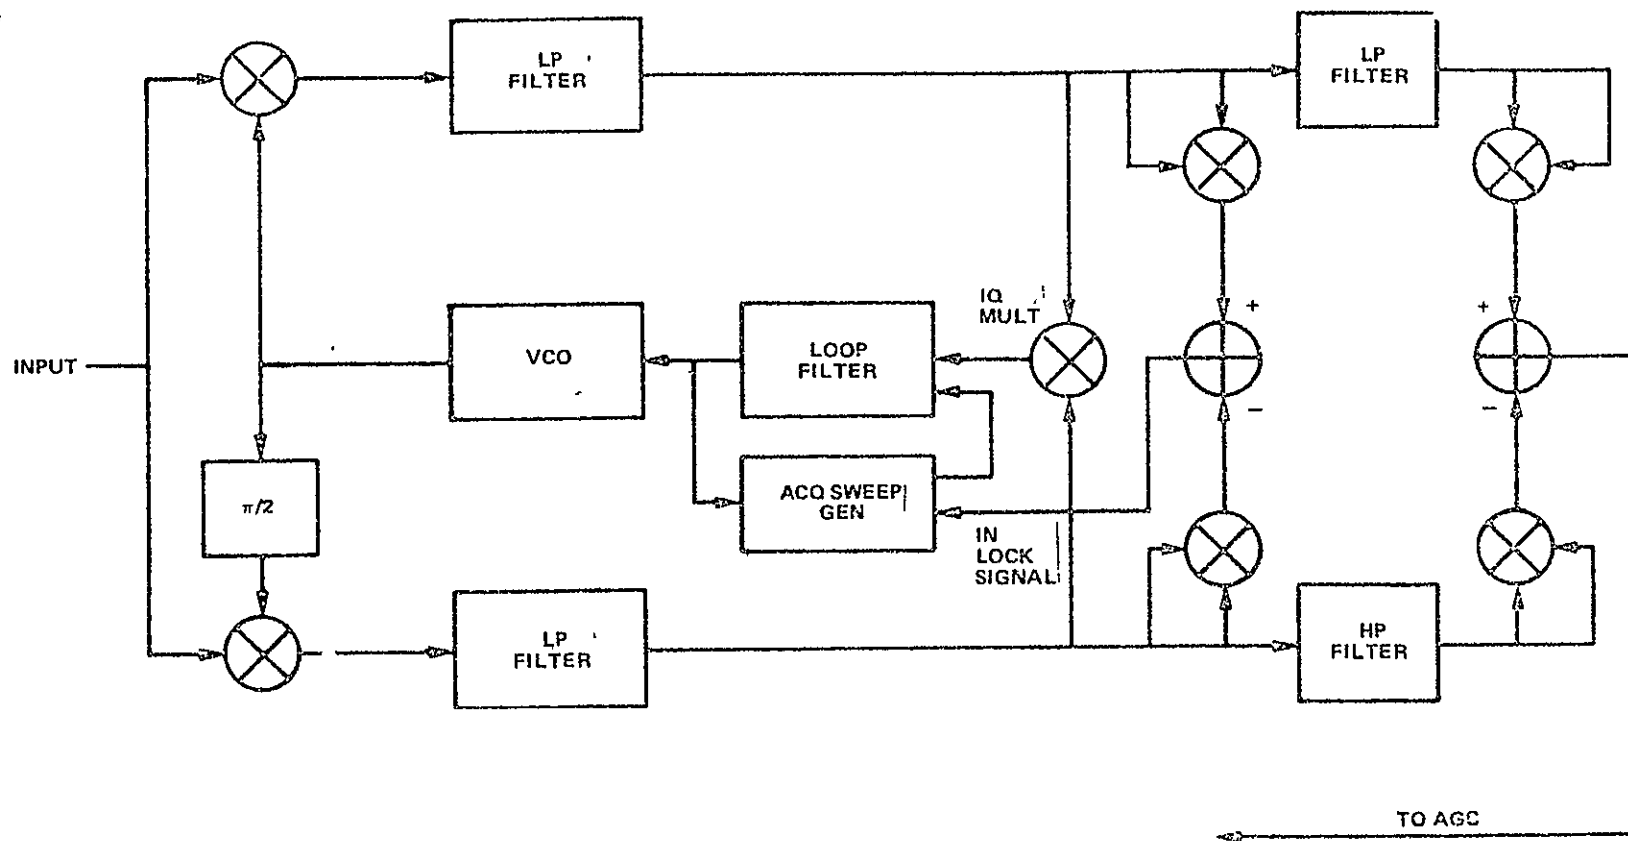 LP
FILTER
LP
FILTER
+
+
IQ
MULT
INPUT
VCO
LOOP
FILTER
−
−
π/2
ACQ SWEEP
GEN
IN
LOCK
SIGNAL
LP
FILTER
HP
FILTER
TO AGC